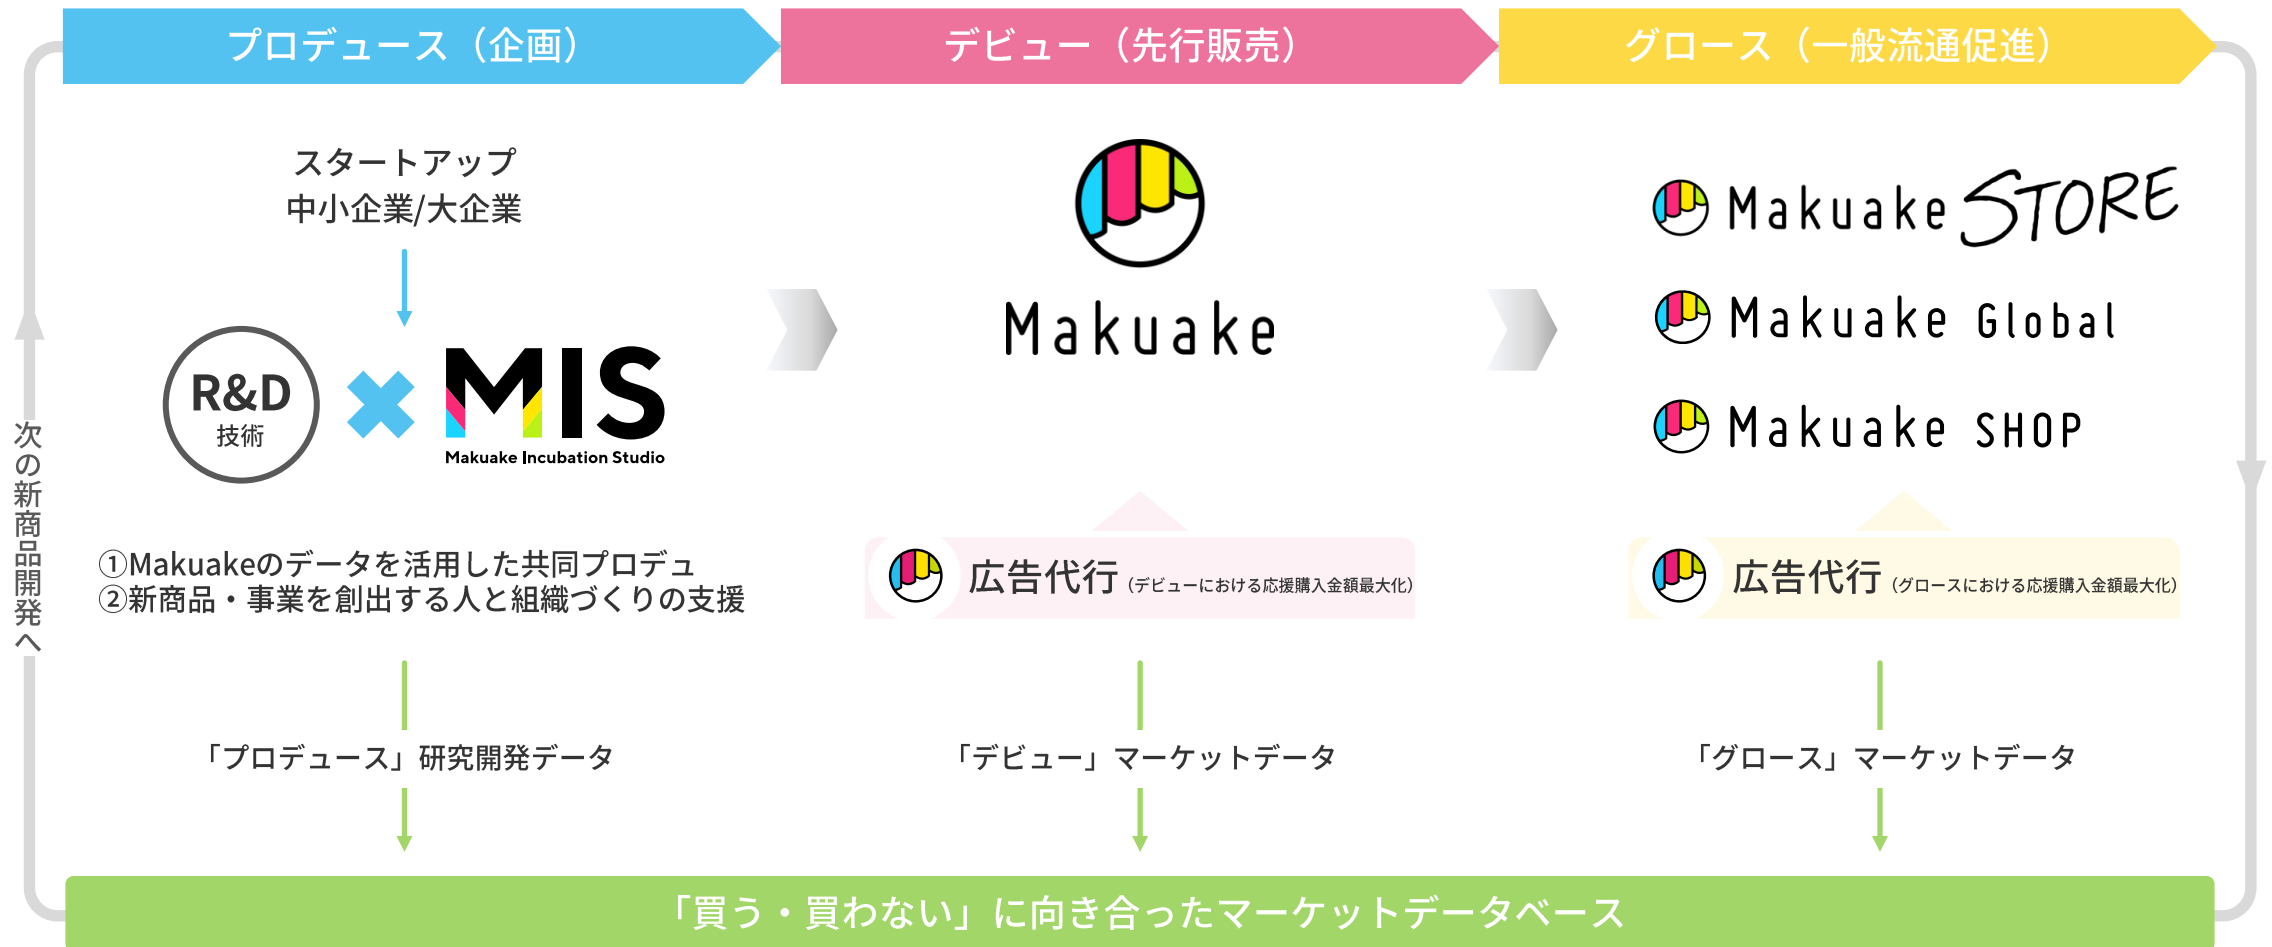 プロデュース（企画）
デビュー（先行販売）
グロース（一般流通促進）
スタートアップ
中小企業/大企業
R&D
技術
MIS
Makuake Incubation Studio
①Makuakeのデータを活用した共同プロデュ
②新商品・事業を創出する人と組織づくりの支援
Makuake
広告代行（デビューにおける応援購入金額最大化）
Makuake STORE
Makuake Global
Makuake SHOP
広告代行（グロースにおける応援購入金額最大化）
「プロデュース」研究開発データ
「デビュー」マーケットデータ
「グロース」マーケットデータ
次の新商品開発へ
「買う・買わない」に向き合ったマーケットデータベース